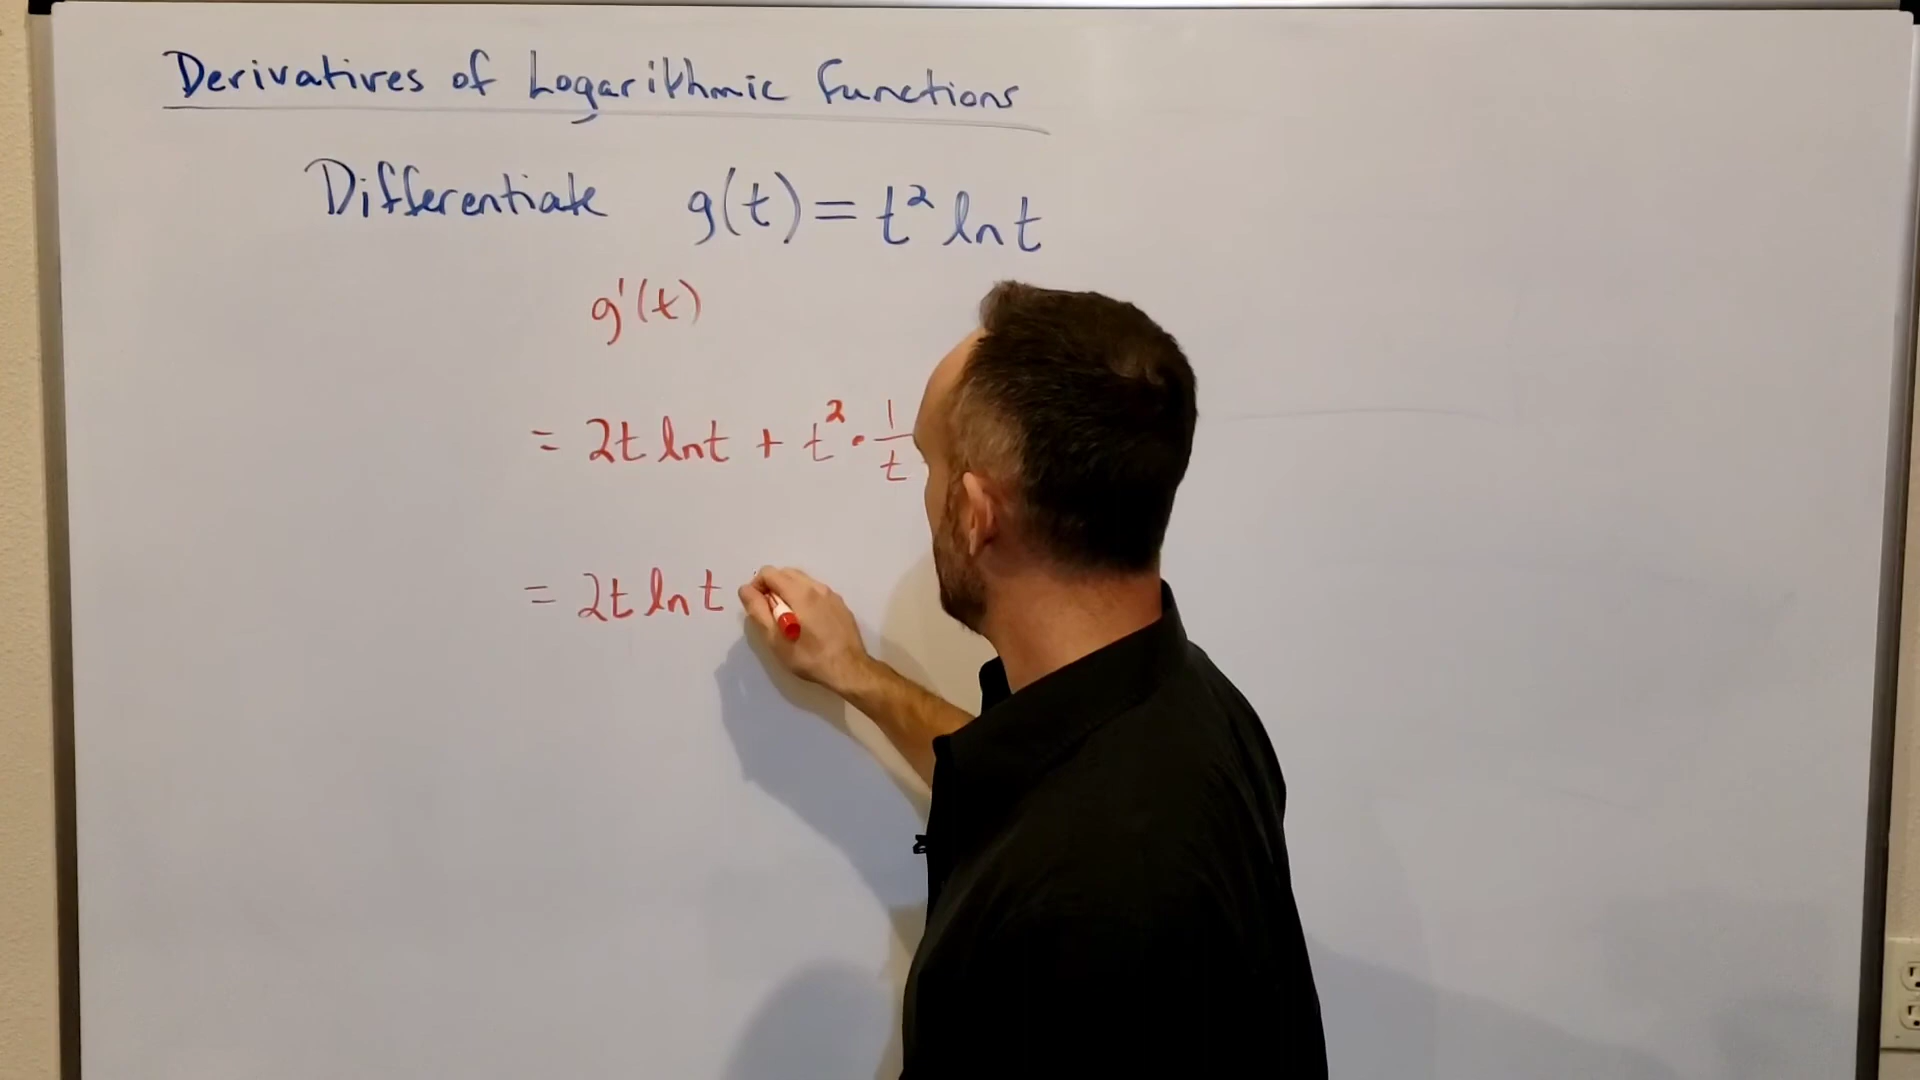 Derivatives of Logarithmic Functions
Differentiate g(t) = t² ln t
g'(t)
= 2t ln t + t² · 1/t
= 2t ln t